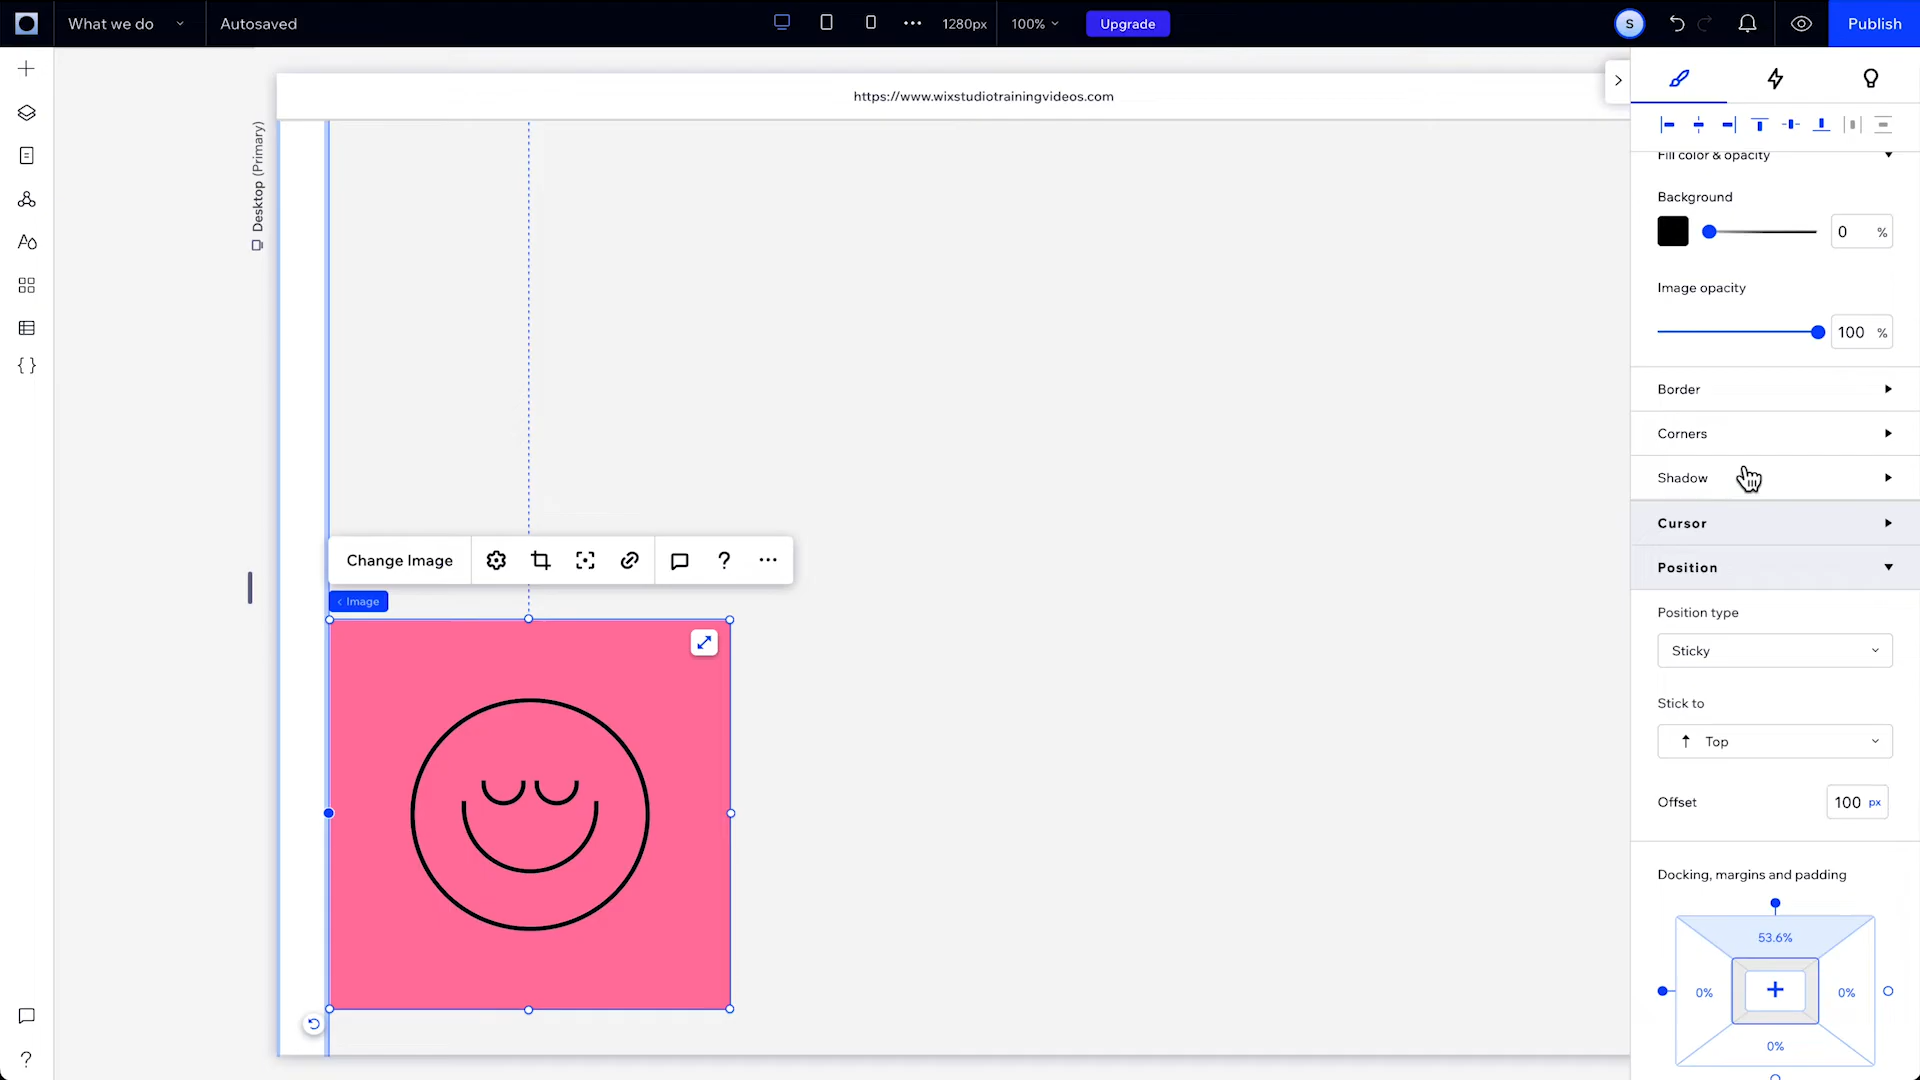 What we do
Autosaved
1280px
100%
Upgrade
S
Publish
https://www.wixstudiotrainingvideos.com
Desktop (Primary)
Fill color & opacity
Background
0 %
Image opacity
100 %
Border
Corners
Shadow
Cursor
Position
Position type
Sticky
Stick to
Top
Offset
100 px
Docking, margins and padding
53.6%
0%
0%
0%
Change Image
?
Image
?